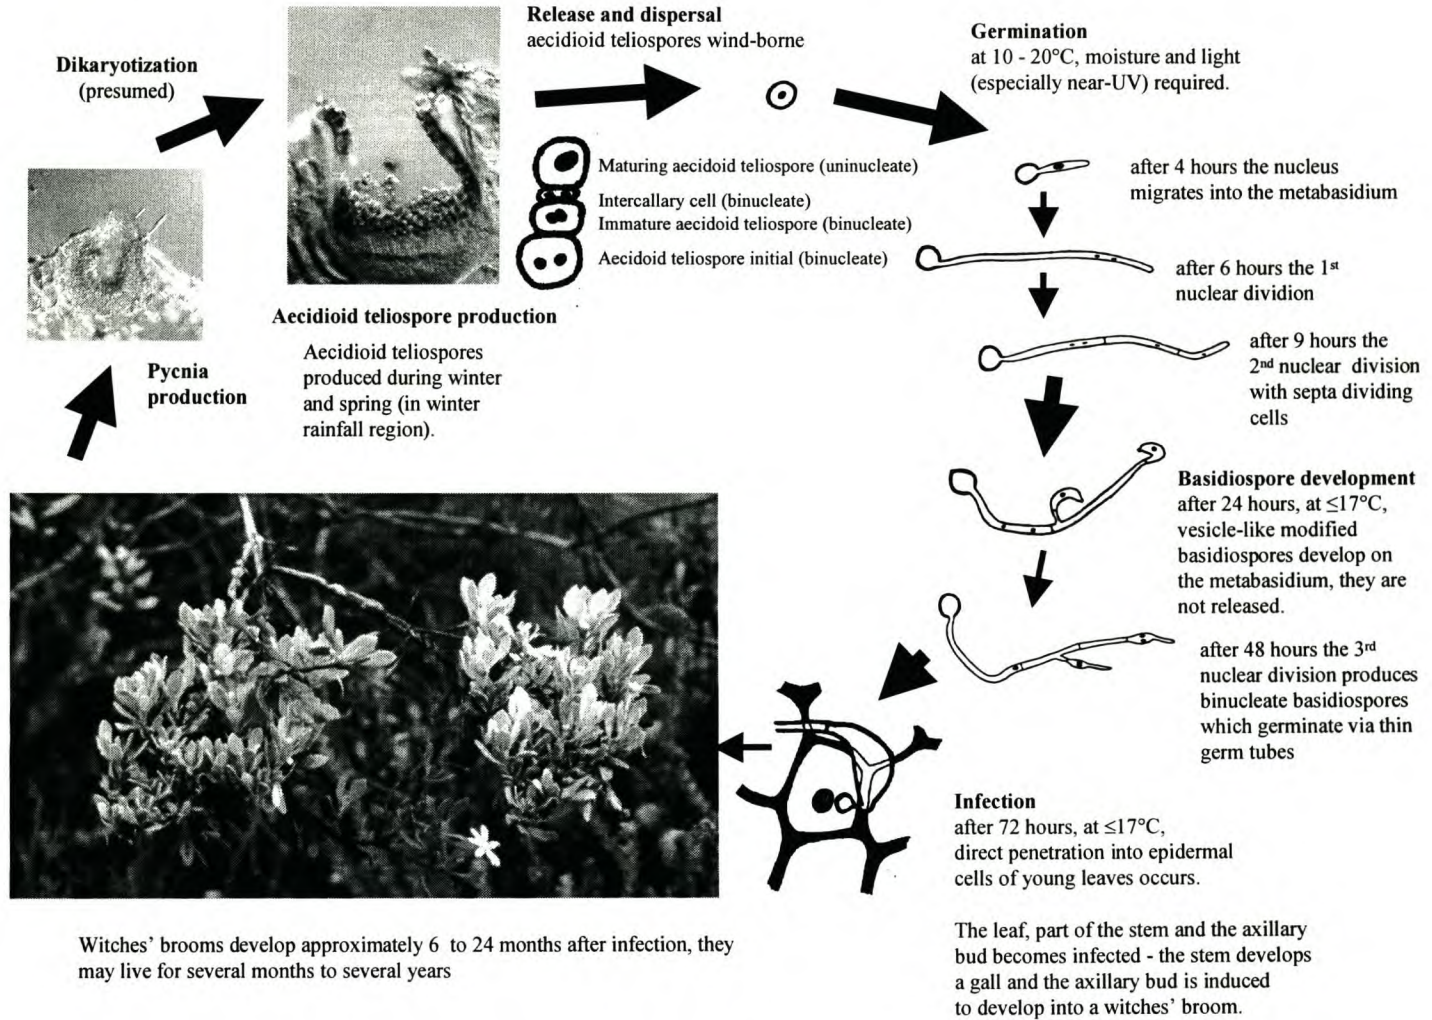 Dikaryotization
(presumed)
Release and dispersal
aecidioid teliospores wind-borne
Germination
at 10 - 20°C, moisture and light
(especially near-UV) required.
Maturing aecidoid teliospore (uninucleate)
Intercallary cell (binucleate)
Immature aecidoid teliospore (binucleate)
Aecidoid teliospore initial (binucleate)
after 4 hours the nucleus
migrates into the metabasidium
after 6 hours the 1st
nuclear dividion
after 9 hours the
2nd nuclear division
with septa dividing
cells
Aecidioid teliospore production
Aecidioid teliospores
produced during winter
and spring (in winter
rainfall region).
Pycnia
production
Basidiospore development
after 24 hours, at ≤17°C,
vesicle-like modified
basidiospores develop on
the metabasidium, they are
not released.
after 48 hours the 3rd
nuclear division produces
binucleate basidiospores
which germinate via thin
germ tubes
Infection
after 72 hours, at ≤17°C,
direct penetration into epidermal
cells of young leaves occurs.
The leaf, part of the stem and the axillary
bud becomes infected - the stem develops
a gall and the axillary bud is induced
to develop into a witches' broom.
Witches' brooms develop approximately 6 to 24 months after infection, they
may live for several months to several years